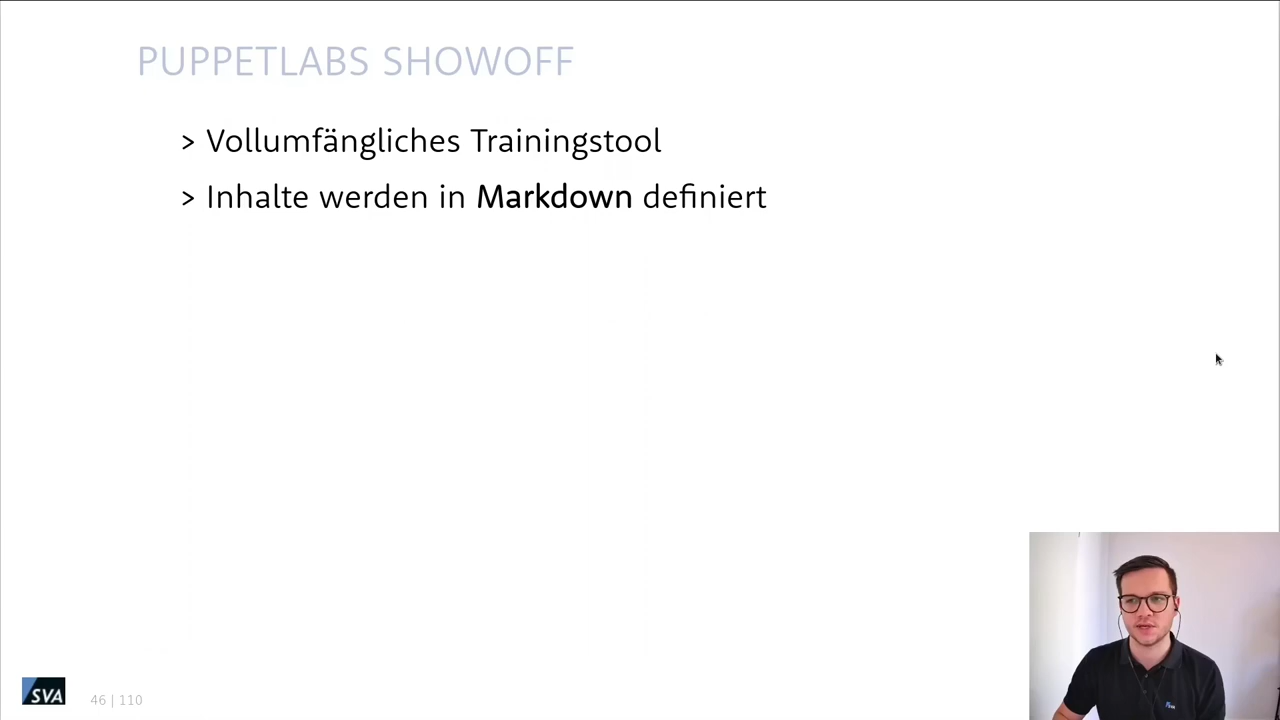 PUPPETLABS SHOWOFF
> Vollumfängliches Trainingstool
> Inhalte werden in Markdown definiert
SVA
46 | 110